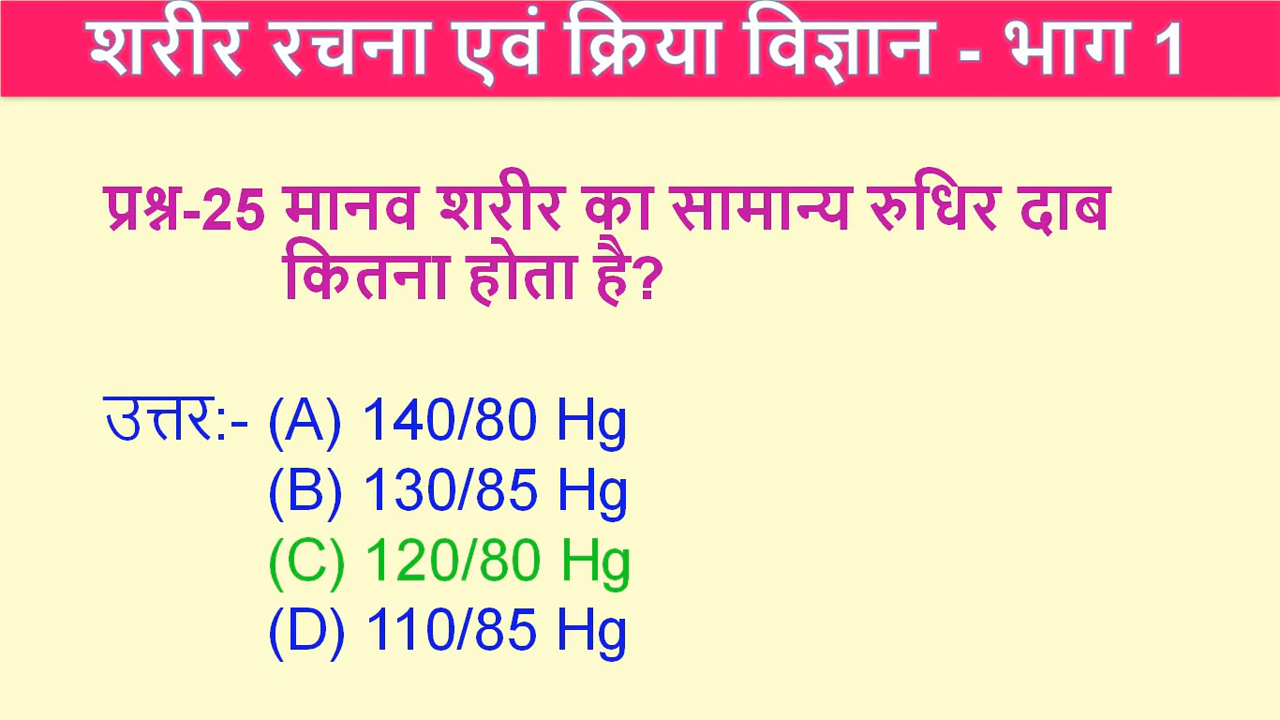 शरीर रचना एवं क्रिया विज्ञान - भाग 1
प्रश्न-25 मानव शरीर का सामान्य रुधिर दाब
कितना होता है?
उत्तर:- (A) 140/80 Hg
(B) 130/85 Hg
(C) 120/80 Hg
(D) 110/85 Hg